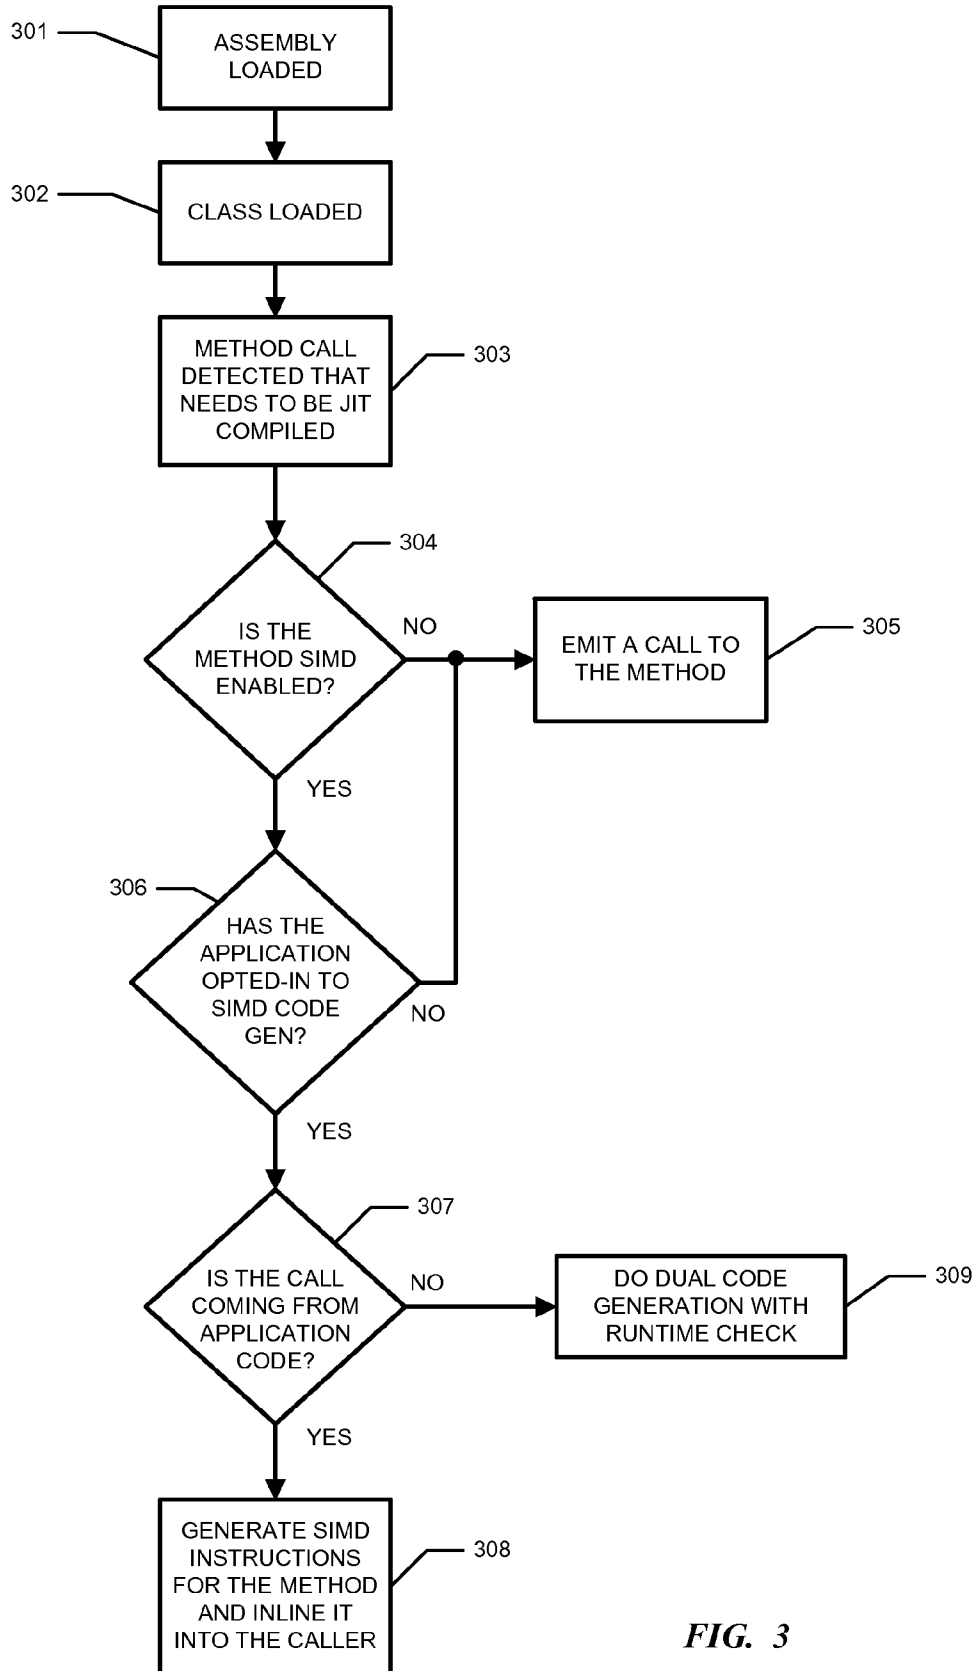 301
ASSEMBLY
LOADED
302
CLASS LOADED
METHOD CALL
DETECTED THAT
NEEDS TO BE JIT
COMPILED
303
304
IS THE
METHOD SIMD
ENABLED?
NO
EMIT A CALL TO
THE METHOD
305
YES
306
HAS THE
APPLICATION
OPTED-IN TO
SIMD CODE
GEN?
NO
YES
307
IS THE CALL
COMING FROM
APPLICATION
CODE?
NO
DO DUAL CODE
GENERATION WITH
RUNTIME CHECK
309
YES
GENERATE SIMD
INSTRUCTIONS
FOR THE METHOD
AND INLINE IT
INTO THE CALLER
308
FIG. 3